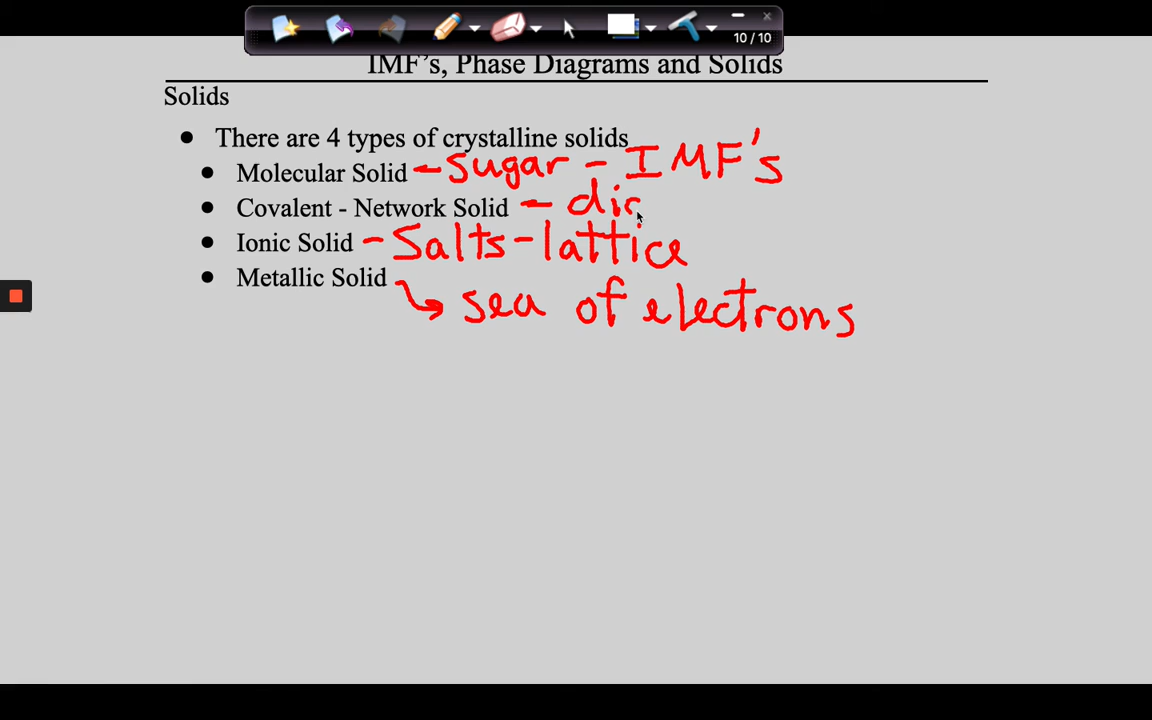 10/10
IMF's, Phase Diagrams and Solids
Solids
● There are 4 types of crystalline solids
● Molecular Solid - sugar - IMF's
● Covalent - Network Solid -
● Ionic Solid - Salts - lattice
● Metallic Solid ↳ sea of electrons